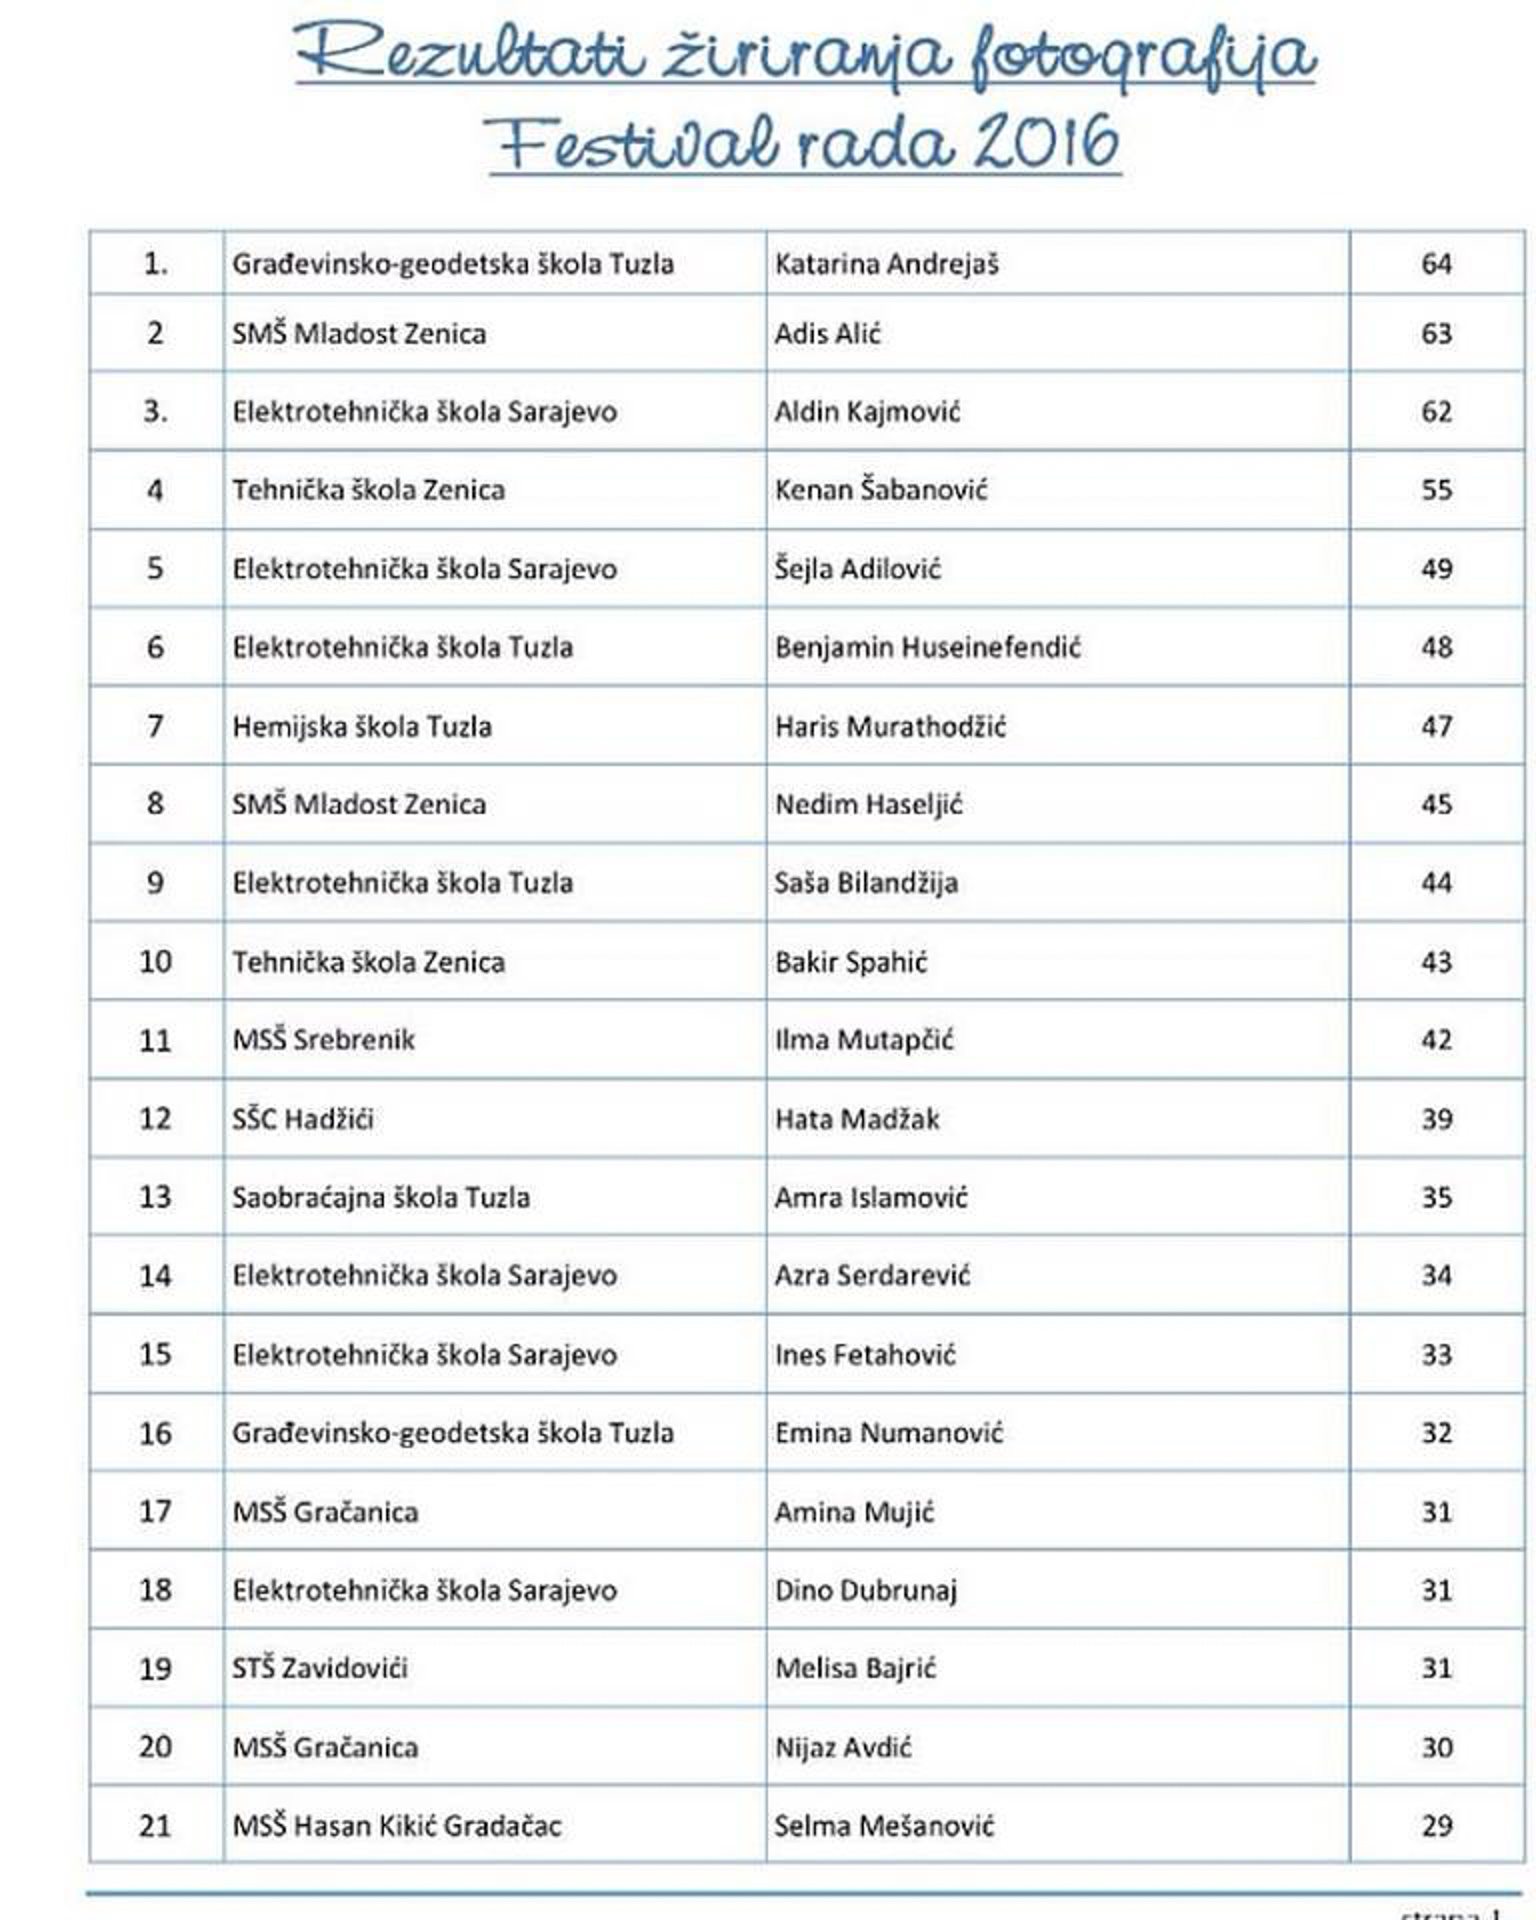 Rezultati žiriranja fotografija
Festival rada 2016
1. Građevinsko-geodetska škola Tuzla Katarina Andrejaš 64
2 SMŠ Mladost Zenica Adis Alić 63
3. Elektrotehnička škola Sarajevo Aldin Kajmović 62
4 Tehnička škola Zenica Kenan Šabanović 55
5 Elektrotehnička škola Sarajevo Šejla Adilović 49
6 Elektrotehnička škola Tuzla Benjamin Huseinefendić 48
7 Hemijska škola Tuzla Haris Murathodžić 47
8 SMŠ Mladost Zenica Nedim Haseljić 45
9 Elektrotehnička škola Tuzla Saša Bilandžija 44
10 Tehnička škola Zenica Bakir Spahić 43
11 MSŠ Srebrenik Ilma Mutapčić 42
12 SŠC Hadžići Hata Madžak 39
13 Saobraćajna škola Tuzla Amra Islamović 35
14 Elektrotehnička škola Sarajevo Azra Serdarević 34
15 Elektrotehnička škola Sarajevo Ines Fetahović 33
16 Građevinsko-geodetska škola Tuzla Emina Numanović 32
17 MSŠ Gračanica Amina Mujić 31
18 Elektrotehnička škola Sarajevo Dino Dubrunaj 31
19 STŠ Zavidovići Melisa Bajrić 31
20 MSŠ Gračanica Nijaz Avdić 30
21 MSŠ Hasan Kikić Gradačac Selma Mešanović 29